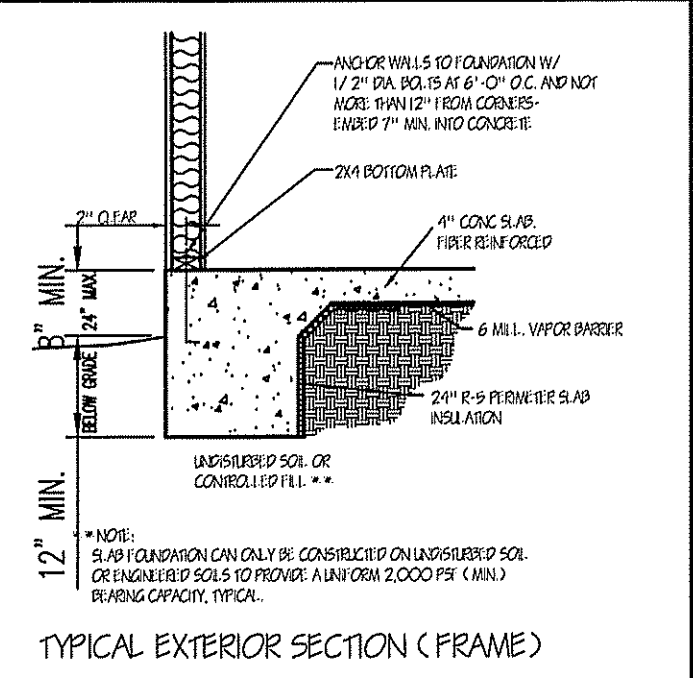 ANCHOR WALLS TO FOUNDATION W/
1/2" DIA. BOLTS AT 6'-0" O.C. AND NOT
MORE THAN 12" FROM CORNERS-
EMBED 7" MIN. INTO CONCRETE
2X4 BOTTOM PLATE
2" CLEAR
4" CONC SLAB.
FIBER REINFORCED
8" MIN.
24" MAX.
6 MILL. VAPOR BARRIER
BELOW GRADE
24" R-5 PERIMETER SLAB
INSULATION
UNDISTURBED SOIL OR
CONTROLLED FILL **
12" MIN.
**NOTE:
SLAB FOUNDATION CAN ONLY BE CONSTRUCTED ON UNDISTURBED SOIL
OR ENGINEERED SOILS TO PROVIDE A UNIFORM 2,000 PSF (MIN.)
BEARING CAPACITY, TYPICAL.
TYPICAL EXTERIOR SECTION (FRAME)